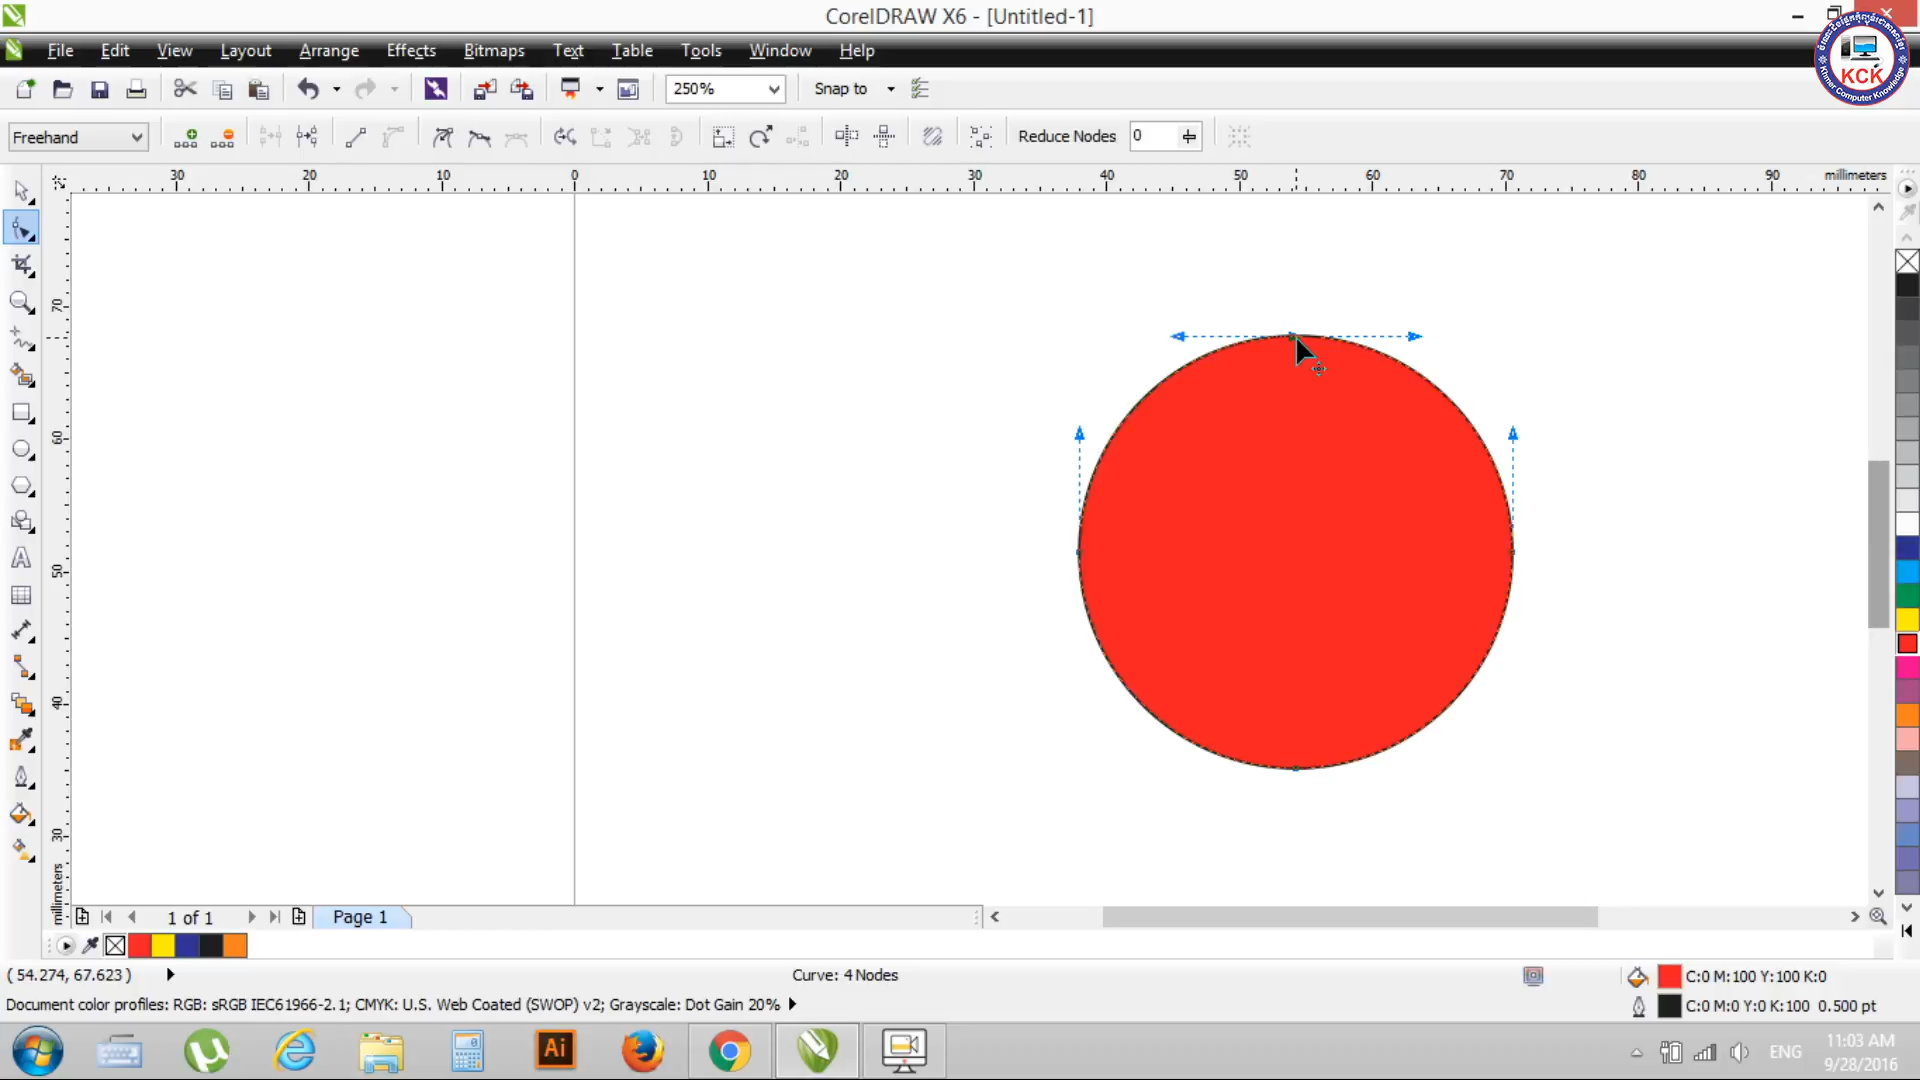 CorelDRAW X6 - [Untitled-1]
File Edit View Layout Arrange Effects Bitmaps Text Table Tools Window Help
250% Snap to
KCK
Khmer Computer Knowledge
Freehand Reduce Nodes 0
30 20 10 0 10 20 30 40 50 60 70 80 90 millimeters
70
60
50
40
30
millimeters
1 of 1 Page 1
( 54.274, 67.623 ) Curve: 4 Nodes C:0 M:100 Y:100 K:0
Document color profiles: RGB: sRGB IEC61966-2.1; CMYK: U.S. Web Coated (SWOP) v2; Grayscale: Dot Gain 20% C:0 M:0 Y:0 K:100 0.500 pt
Ai
ENG
11:03 AM
9/28/2016